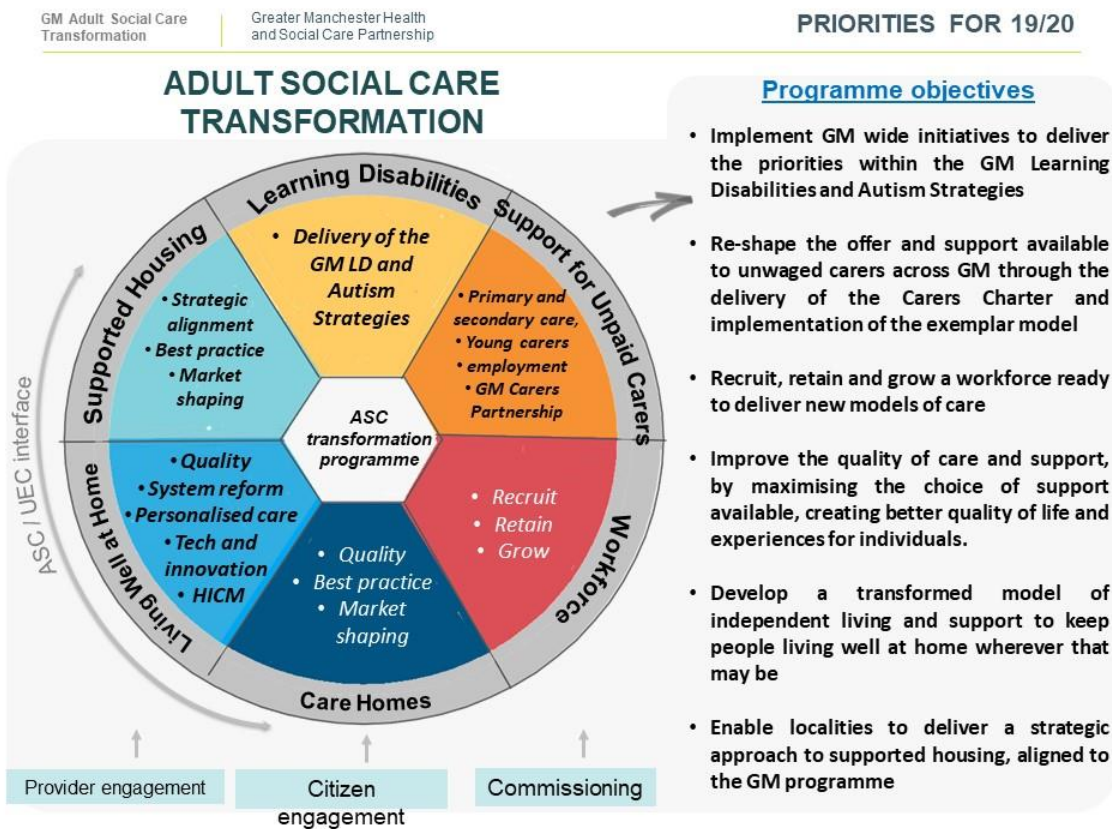 GM Adult Social Care
Transformation
Greater Manchester Health
and Social Care Partnership
PRIORITIES FOR 19/20
ADULT SOCIAL CARE
TRANSFORMATION
Learning Disabilities
• Delivery of the
GM LD and
Autism
Strategies
Support for Unpaid Carers
• Primary and
secondary care,
• Young carers
• employment
• GM Carers
Partnership
Workforce
• Recruit
• Retain
• Grow
Care Homes
• Quality
• Best practice
• Market
shaping
Living Well at Home
• Quality
• System reform
• Personalised care
• Tech and
innovation
• HICM
Supported Housing
• Strategic
alignment
• Best practice
• Market
shaping
ASC
transformation
programme
ASC / UEC interface
Provider engagement
Citizen
engagement
Commissioning
Programme objectives
• Implement GM wide initiatives to deliver
the priorities within the GM Learning
Disabilities and Autism Strategies
• Re-shape the offer and support available
to unwaged carers across GM through the
delivery of the Carers Charter and
implementation of the exemplar model
• Recruit, retain and grow a workforce ready
to deliver new models of care
• Improve the quality of care and support,
by maximising the choice of support
available, creating better quality of life and
experiences for individuals.
• Develop a transformed model of
independent living and support to keep
people living well at home wherever that
may be
• Enable localities to deliver a strategic
approach to supported housing, aligned to
the GM programme